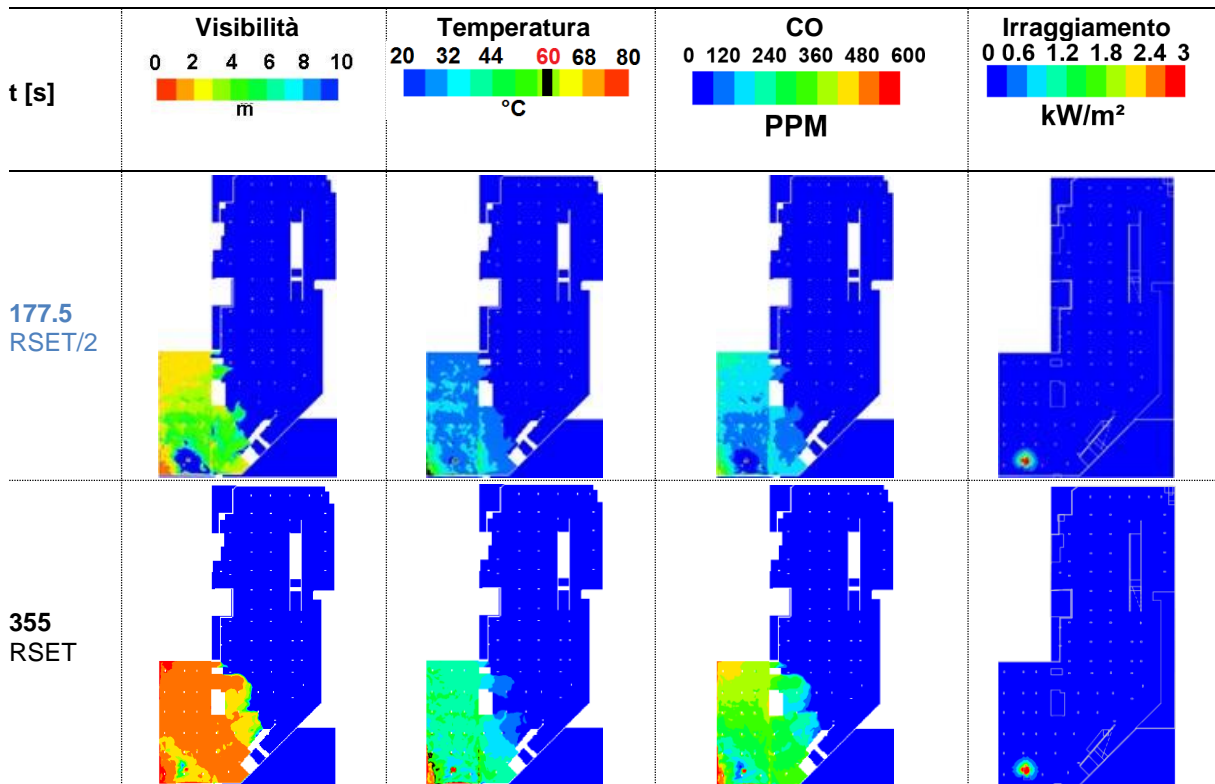 t [s]
Visibilità
0 2 4 6 8 10
m
Temperatura
20 32 44 60 68 80
°C
CO
0 120 240 360 480 600
PPM
Irraggiamento
0 0.6 1.2 1.8 2.4 3
kW/m²
177.5
RSET/2
355
RSET